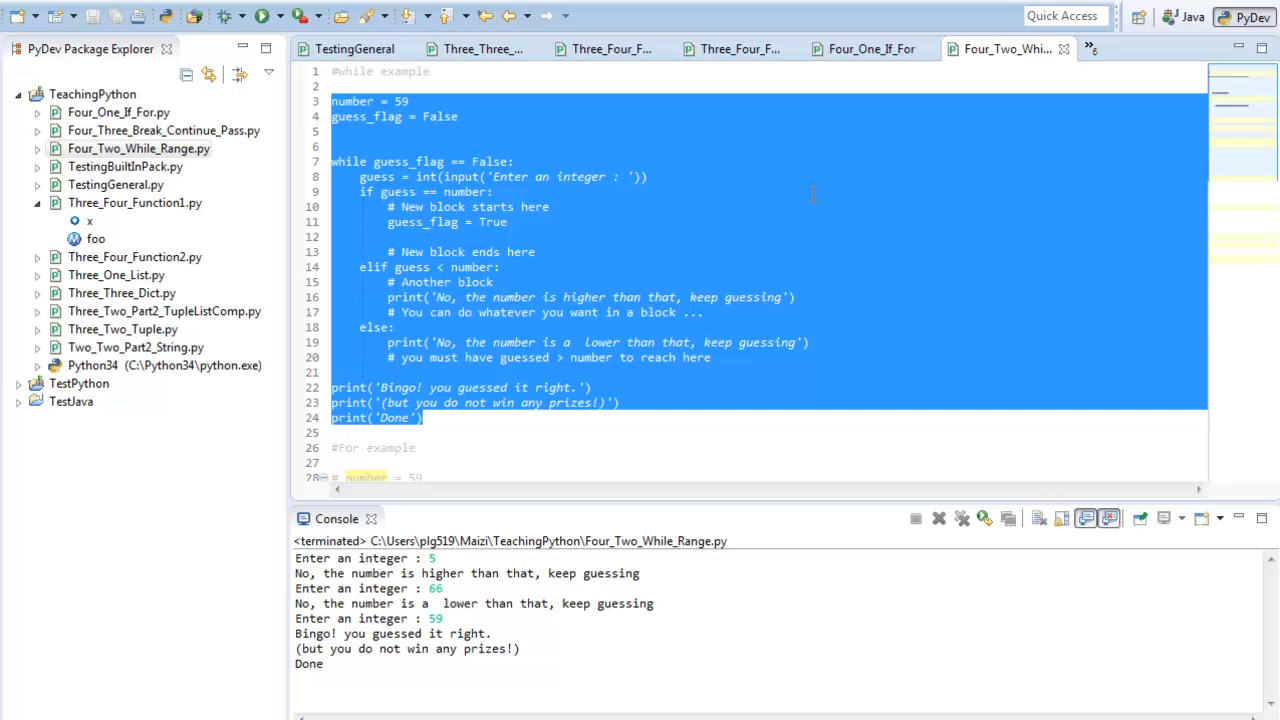 Quick Access
Java
PyDev
PyDev Package Explorer
TestingGeneral
Three_Three_...
Three_Four_F...
Three_Four_F...
Four_One_If_For
Four_Two_Whi...
»6
TeachingPython
Four_One_If_For.py
Four_Three_Break_Continue_Pass.py
Four_Two_While_Range.py
TestingBuiltInPack.py
TestingGeneral.py
Three_Four_Function1.py
x
foo
Three_Four_Function2.py
Three_One_List.py
Three_Three_Dict.py
Three_Two_Part2_TupleListComp.py
Three_Two_Tuple.py
Two_Two_Part2_String.py
Python34 (C:\Python34\python.exe)
TestPython
TestJava
1 #while example
2
3 number = 59
4 guess_flag = False
5
6
7 while guess_flag == False:
8 guess = int(input('Enter an integer : '))
9 if guess == number:
10 # New block starts here
11 guess_flag = True
12
13 # New block ends here
14 elif guess < number:
15 # Another block
16 print('No, the number is higher than that, keep guessing')
17 # You can do whatever you want in a block ...
18 else:
19 print('No, the number is a  lower than that, keep guessing')
20 # you must have guessed > number to reach here
21
22 print('Bingo! you guessed it right.')
23 print('(but you do not win any prizes!)')
24 print('Done')
25
26 #For example
27
28 # number = 59
Console
<terminated> C:\Users\plg519\Maizi\TeachingPython\Four_Two_While_Range.py
Enter an integer : 5
No, the number is higher than that, keep guessing
Enter an integer : 66
No, the number is a  lower than that, keep guessing
Enter an integer : 59
Bingo! you guessed it right.
(but you do not win any prizes!)
Done